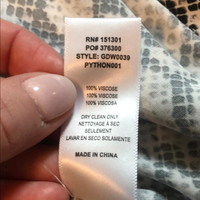 RN# 151301
PO# 376300
STYLE: GDW0039
PYTHON001
100% VISCOSE
100% VISCOSE
100% VISCOSA
DRY CLEAN ONLY
NETTOYAGE A SEC
SEULEMENT
LAVAR EN SECO SOLAMENTE
MADE IN CHINA